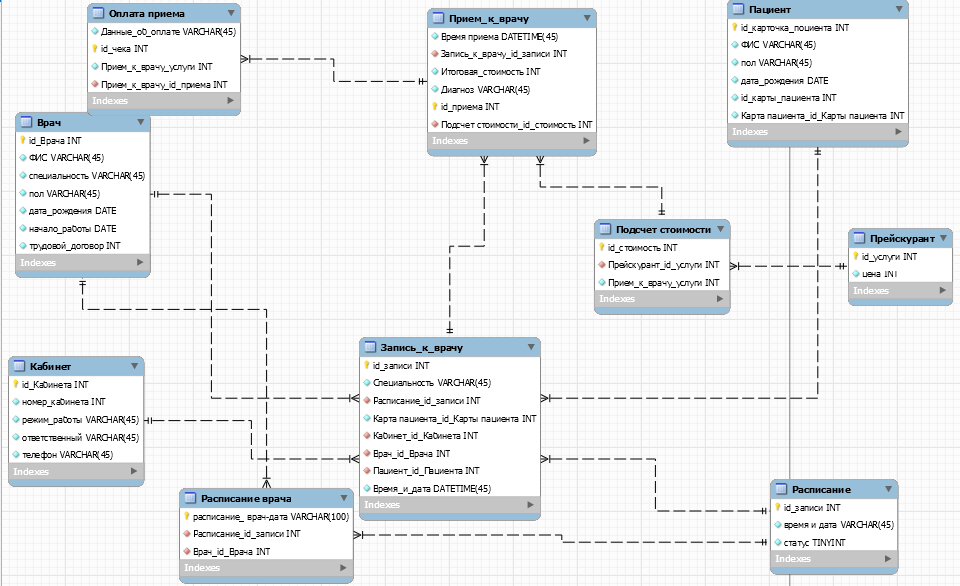 Оплата приема
Данные_об_оплате VARCHAR(45)
id_чека INT
Прием_к_врачу_услуги INT
Прием_к_врачу_id_приема INT
Indexes
Прием_к_врачу
Время приема DATETIME(45)
Запись_к_врачу_id_записи INT
Итоговая_стоимость INT
Диагноз VARCHAR(45)
id_приема INT
Подсчет стоимости_id_стоимость INT
Indexes
Пациент
id_карточка_поциента INT
ФИС VARCHAR(45)
пол VARCHAR(45)
дата_рождения DATE
id_карты_пациента INT
Карта пациента_id_Карты пациента INT
Indexes
Врач
id_Врача INT
ФИС VARCHAR(45)
специальность VARCHAR(45)
пол VARCHAR(45)
дата_рождения DATE
начало_работы DATE
трудовой_договор INT
Indexes
Подсчет стоимости
id_стоимость INT
Прейскурант_id_услуги INT
Прием_к_врачу_услуги INT
Indexes
Прейскурант
id_услуги INT
цена INT
Indexes
Кабинет
id_Кабинета INT
номер_кабинета INT
режим_работы VARCHAR(45)
ответственный VARCHAR(45)
телефон VARCHAR(45)
Indexes
Запись_к_врачу
id_записи INT
Специальность VARCHAR(45)
Расписание_id_записи INT
Карта пациента_id_Карты пациента INT
Кабинет_id_Кабинета INT
Врач_id_Врача INT
Пациент_id_Пациента INT
Время_и_дата DATETIME(45)
Indexes
Расписание врача
расписание_ врач-дата VARCHAR(100)
Расписание_id_записи INT
Врач_id_Врача INT
Indexes
Расписание
id_записи INT
время и дата VARCHAR(45)
статус TINYINT
Indexes